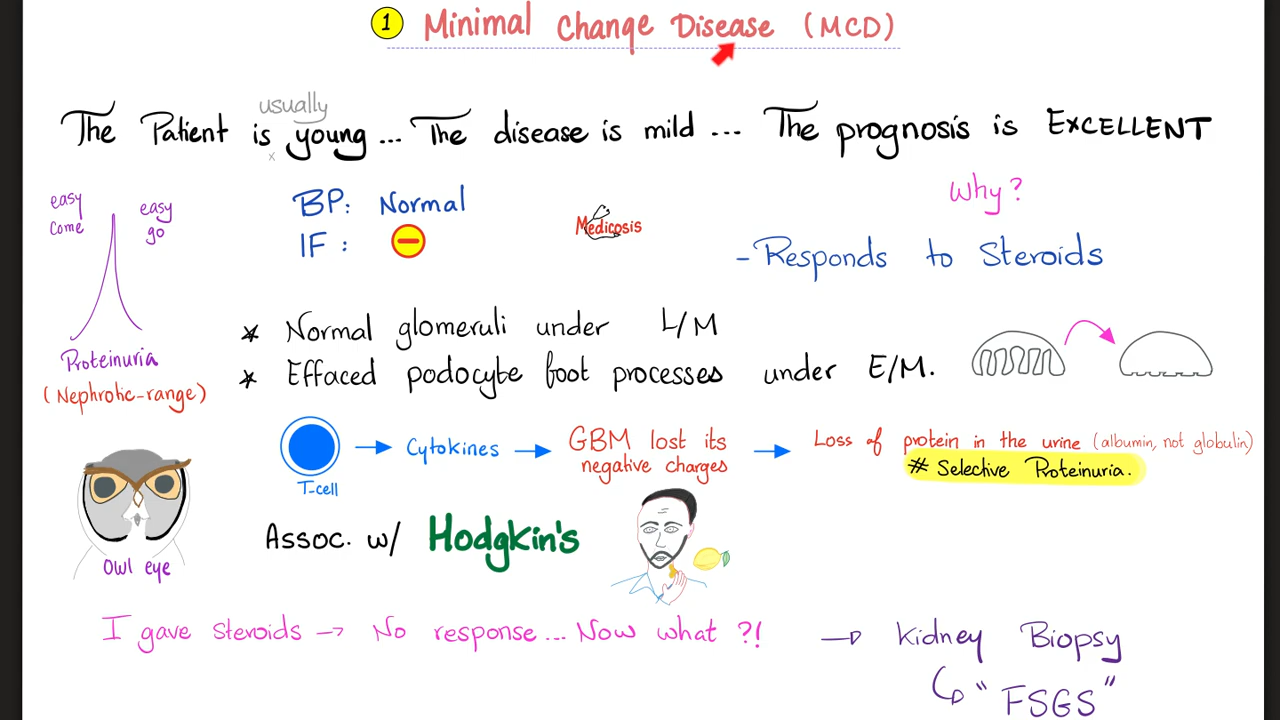 1 Minimal Change Disease (MCD)
usually
The Patient is young... The disease is mild... The prognosis is EXCELLENT
x
easy come
easy go
BP: Normal
IF: −
Medicosis
Why?
- Responds to Steroids
Proteinuria
(Nephrotic-range)
* Normal glomeruli under L/M
* Effaced podocyte foot processes under E/M.
T-cell
Cytokines
GBM lost its
negative charges
Loss of protein in the urine (albumin, not globulin)
# Selective Proteinuria.
Owl eye
Assoc. w/ Hodgkin's
I gave steroids → No response... Now what ?! → Kidney Biopsy
↳ "FSGS"